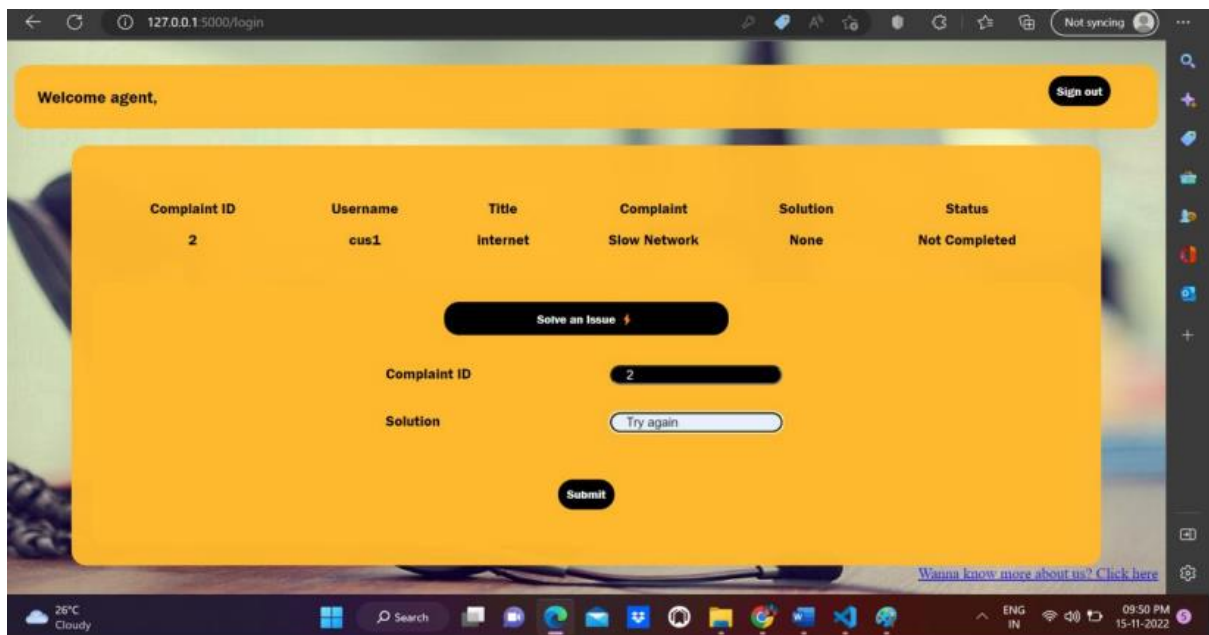 127.0.0.1:5000/login
Not syncing
Welcome agent,
Sign out
Complaint ID Username Title Complaint Solution Status
2 cus1 internet Slow Network None Not Completed
Solve an Issue
Complaint ID 2
Solution Try again
Submit
Wanna know more about us? Click here
26°C
Cloudy
Search
ENG
IN
09:50 PM
15-11-2022
5